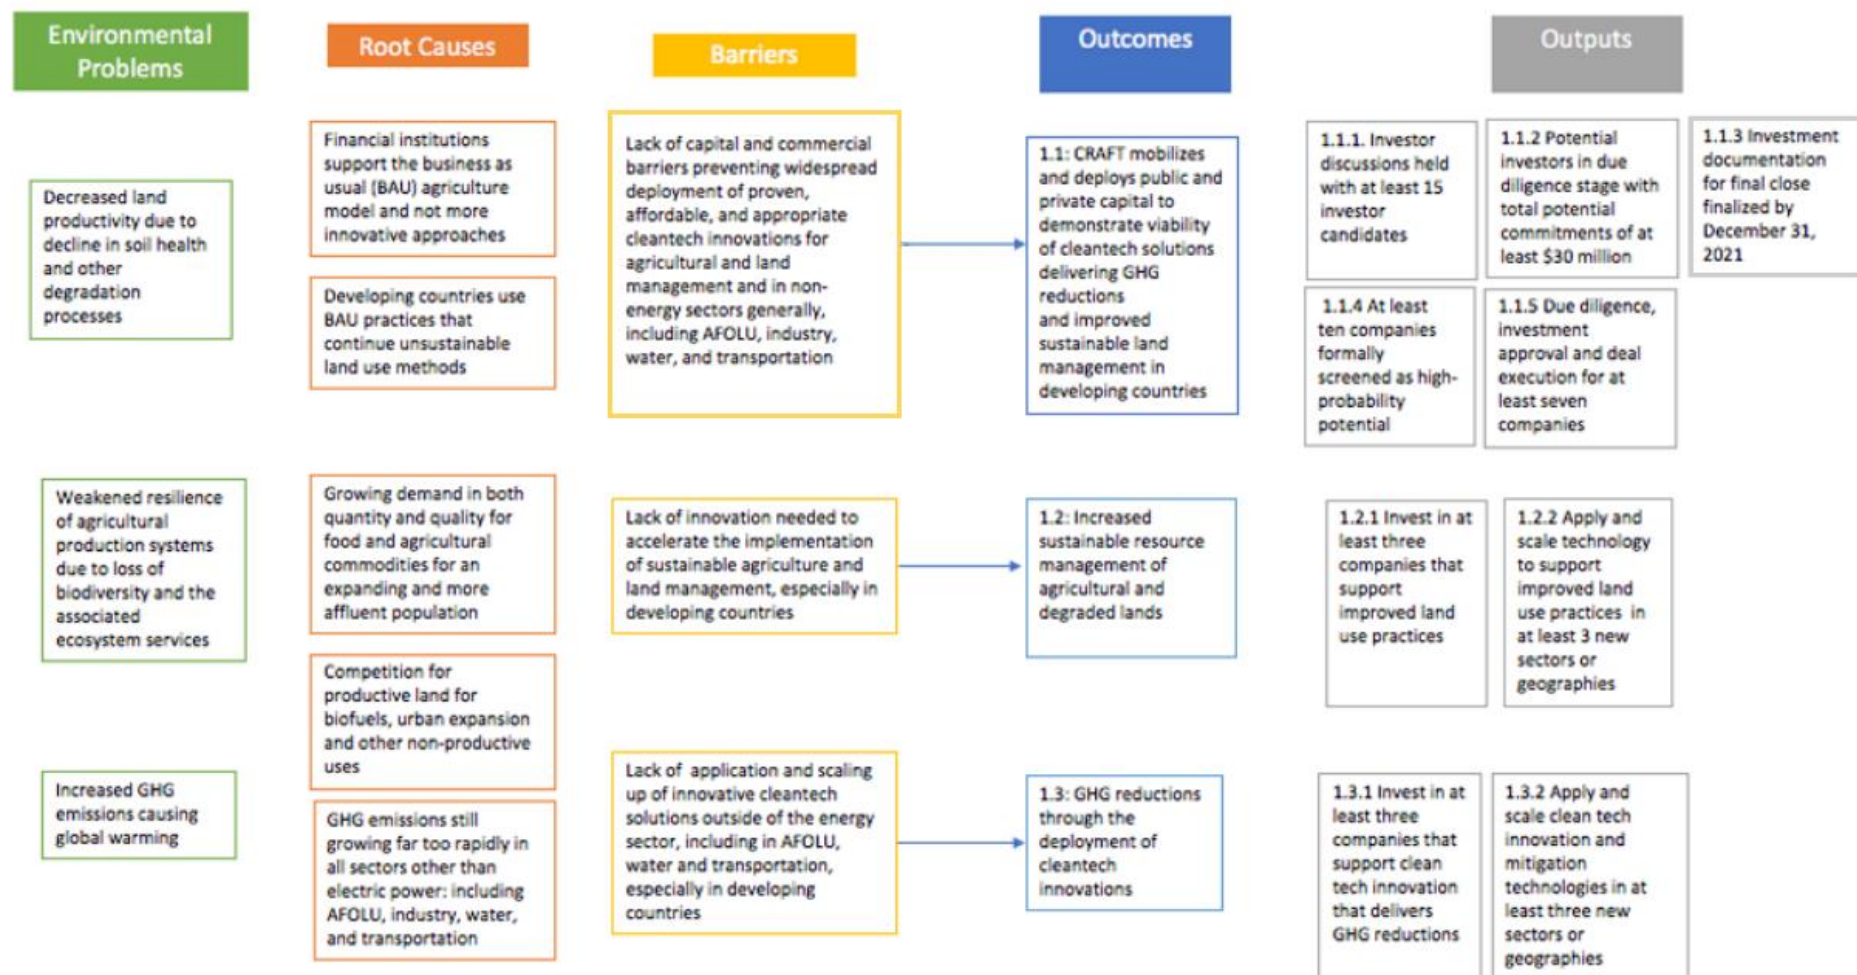 Environmental
Problems
Root Causes
Barriers
Outcomes
Outputs
Decreased land
productivity due to
decline in soil health
and other
degradation
processes
Weakened resilience
of agricultural
production systems
due to loss of
biodiversity and the
associated
ecosystem services
Increased GHG
emissions causing
global warming
Financial institutions
support the business as
usual (BAU) agriculture
model and not more
innovative approaches
Developing countries use
BAU practices that
continue unsustainable
land use methods
Growing demand in both
quantity and quality for
food and agricultural
commodities for an
expanding and more
affluent population
Competition for
productive land for
biofuels, urban expansion
and other non-productive
uses
GHG emissions still
growing far too rapidly in
all sectors other than
electric power: including
AFOLU, industry, water,
and transportation
Lack of capital and commercial
barriers preventing widespread
deployment of proven,
affordable, and appropriate
cleantech innovations for
agricultural and land
management and in non-
energy sectors generally,
including AFOLU, industry,
water, and transportation
Lack of innovation needed to
accelerate the implementation
of sustainable agriculture and
land management, especially in
developing countries
Lack of application and scaling
up of innovative cleantech
solutions outside of the energy
sector, including in AFOLU,
water and transportation,
especially in developing
countries
1.1: CRAFT mobilizes
and deploys public and
private capital to
demonstrate viability
of cleantech solutions
delivering GHG
reductions
and improved
sustainable land
management in
developing countries
1.2: Increased
sustainable resource
management of
agricultural and
degraded lands
1.3: GHG reductions
through the
deployment of
cleantech
innovations
1.1.1. Investor
discussions held
with at least 15
investor
candidates
1.1.2 Potential
investors in due
diligence stage with
total potential
commitments of at
least $30 million
1.1.3 Investment
documentation
for final close
finalized by
December 31,
2021
1.1.4 At least
ten companies
formally
screened as high-
probability
potential
1.1.5 Due diligence,
investment
approval and deal
execution for at
least seven
companies
1.2.1 Invest in at
least three
companies that
support
improved land
use practices
1.2.2 Apply and
scale technology
to support
improved land
use practices in
at least 3 new
sectors or
geographies
1.3.1 Invest in at
least three
companies that
support clean
tech innovation
that delivers
GHG reductions
1.3.2 Apply and
scale clean tech
innovation and
mitigation
technologies in at
least three new
sectors or
geographies